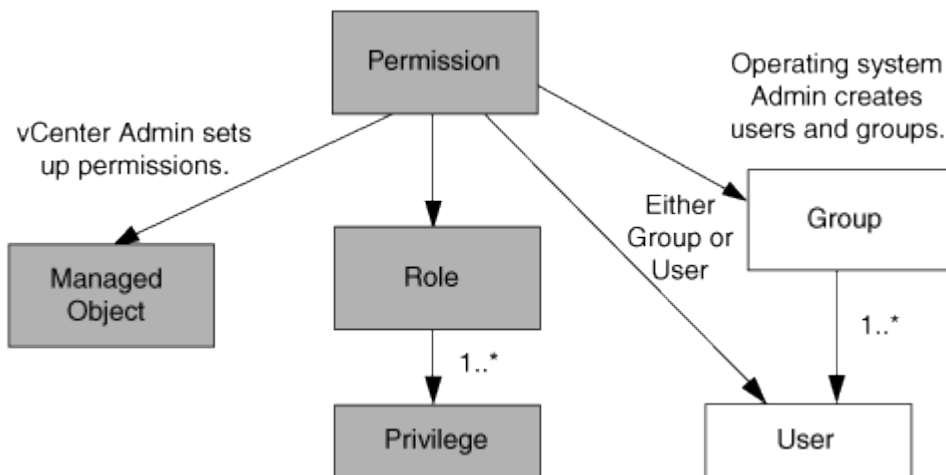 Permission
Operating system
Admin creates
users and groups.
vCenter Admin sets
up permissions.
Either
Group or
User
Group
Managed
Object
Role
1..*
1..*
Privilege
User